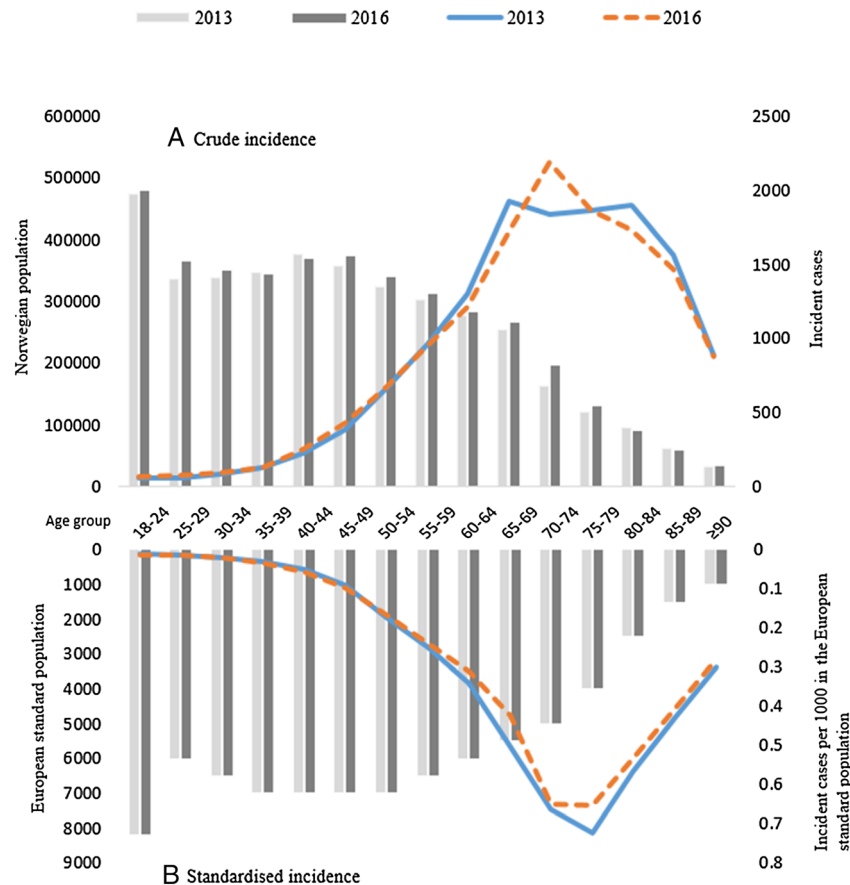 2013 2016 2013 2016
600000 2500
A Crude incidence
500000 2000
400000
1500
300000
1000
200000
500
100000
0 0
Norwegian population
Incident cases
Age group 18-24 25-29 30-34 35-39 40-44 45-49 50-54 55-59 60-64 65-69 70-74 75-79 80-84 85-89 ≥90
0 0
1000 0.1
2000 0.2
3000 0.3
4000 0.4
5000 0.5
6000 0.6
7000 0.7
8000
9000 0.8
European standard population
Incident cases per 1000 in the European
standard population
B Standardised incidence